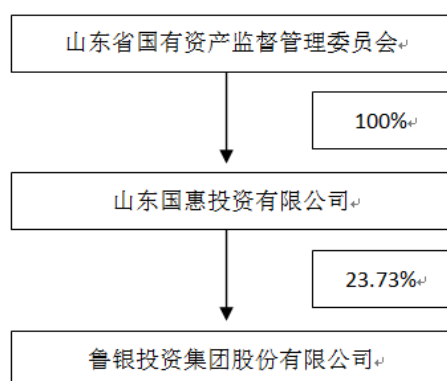 山东省国有资产监督管理委员会
100%
山东国惠投资有限公司
23.73%
鲁银投资集团股份有限公司